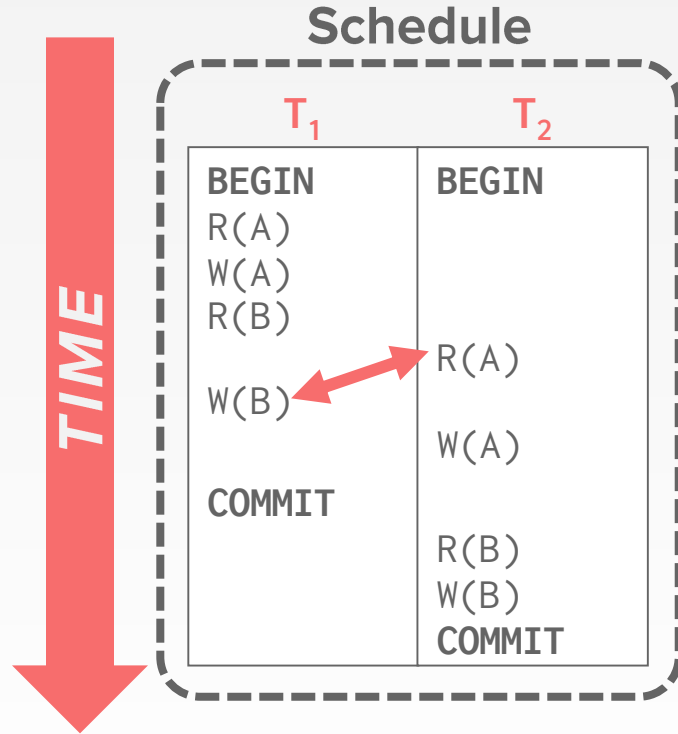 Schedule
TIME
T₁ T₂
BEGIN BEGIN
R(A)
W(A)
R(B)
R(A)
W(B)
W(A)
COMMIT
R(B)
W(B)
COMMIT